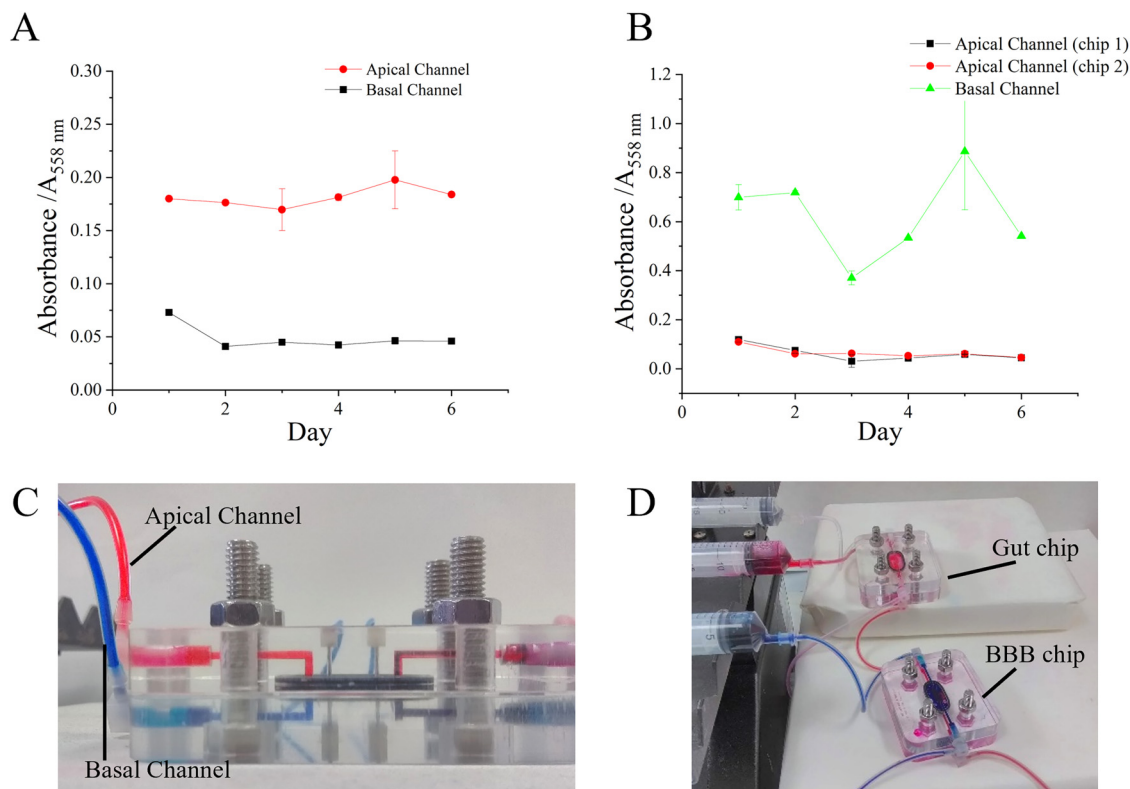 A
Apical Channel
Basal Channel
0.30
0.25
0.20
0.15
0.10
0.05
0.00
Absorbance /A558 nm
0
2
4
6
Day
B
Apical Channel (chip 1)
Apical Channel (chip 2)
Basal Channel
1.2
1.0
0.8
0.6
0.4
0.2
0.0
Absorbance /A558 nm
0
2
4
6
Day
C
Apical Channel
Basal Channel
D
Gut chip
BBB chip